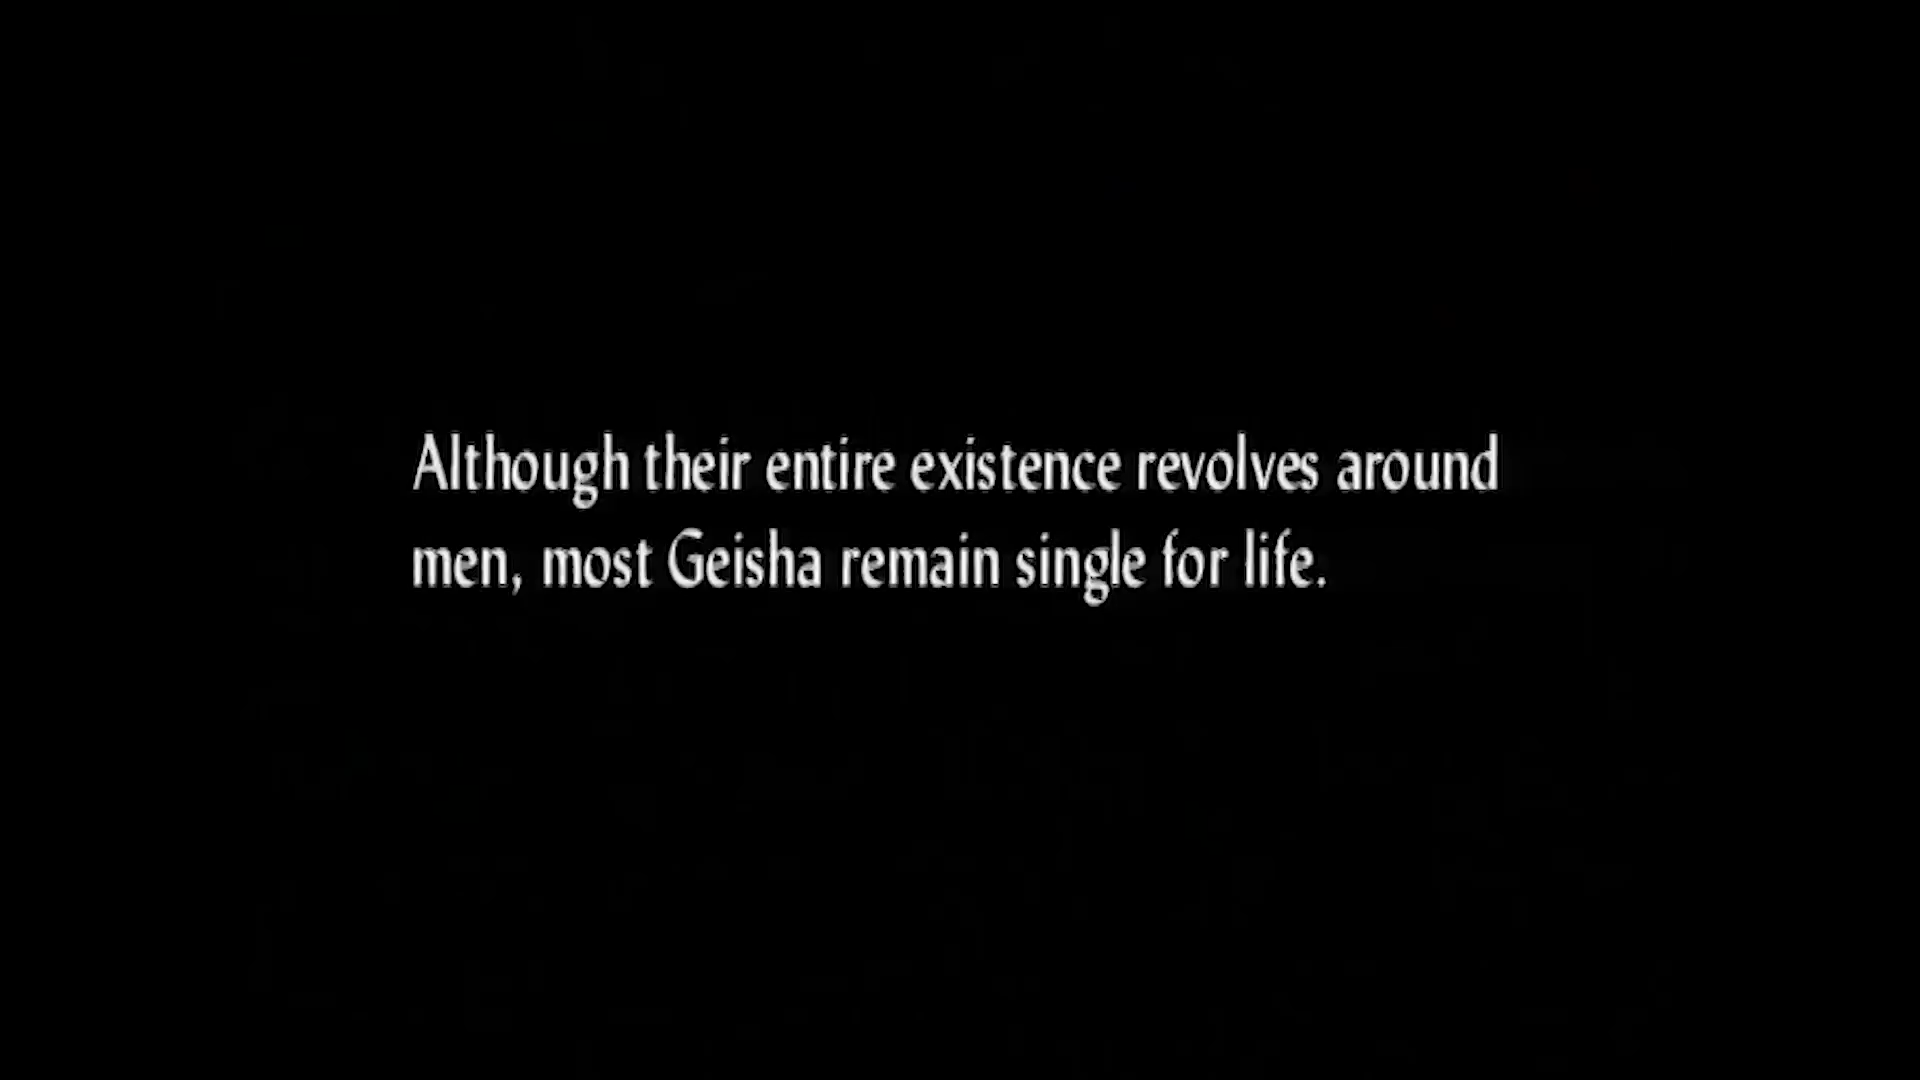 Although their entire existence revolves around
men, most Geisha remain single for life.